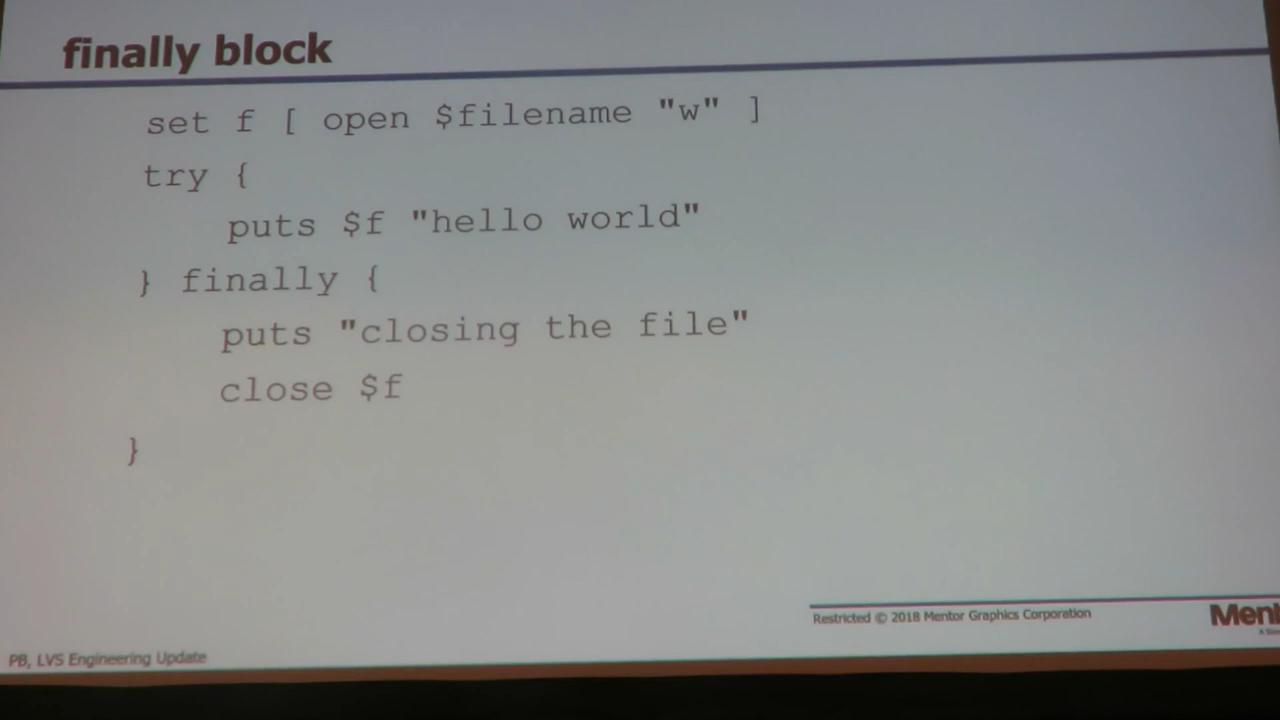 finally block
set f [ open $filename "w" ]
try {
puts $f "hello world"
} finally {
puts "closing the file"
close $f
}
Restricted © 2018 Mentor Graphics Corporation
PB, LVS Engineering Update